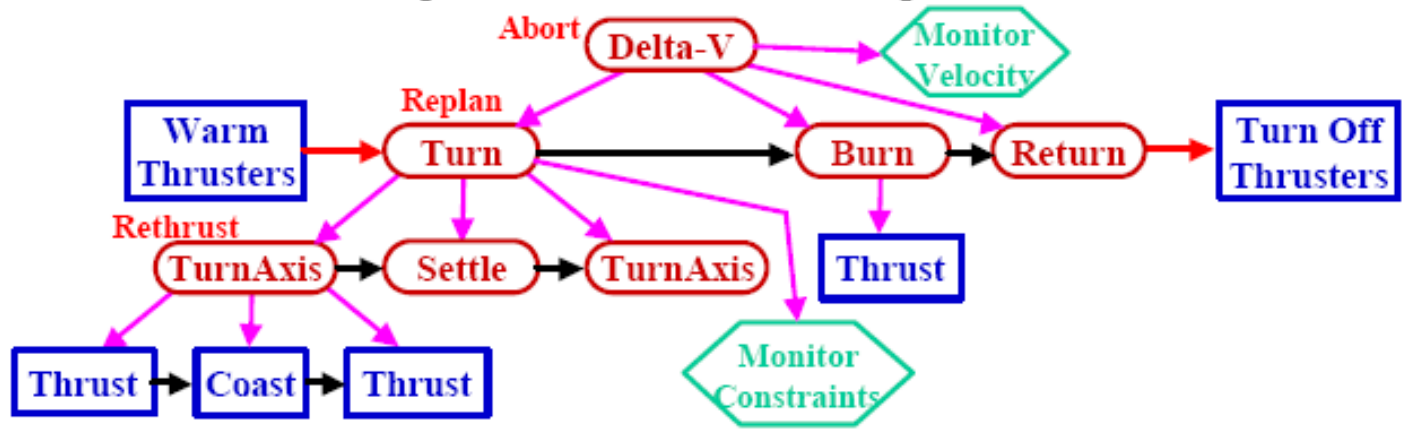 Abort
Delta-V
Monitor
Velocity
Replan
Warm
Thrusters
Turn
Burn
Return
Turn Off
Thrusters
Rethrust
TurnAxis
Settle
TurnAxis
Thrust
Thrust
Coast
Thrust
Monitor
Constraints